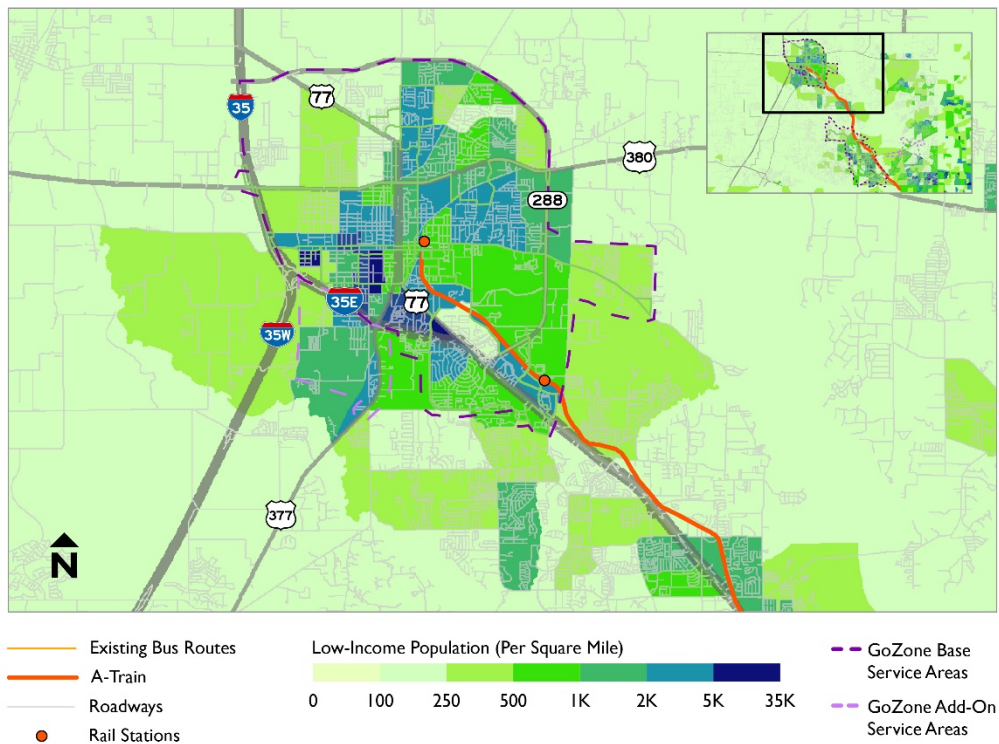 77
35
380
288
35E
77
35W
377
N
Existing Bus Routes
A-Train
Roadways
Rail Stations
Low-Income Population (Per Square Mile)
0 100 250 500 1K 2K 5K 35K
GoZone Base
Service Areas
GoZone Add-On
Service Areas